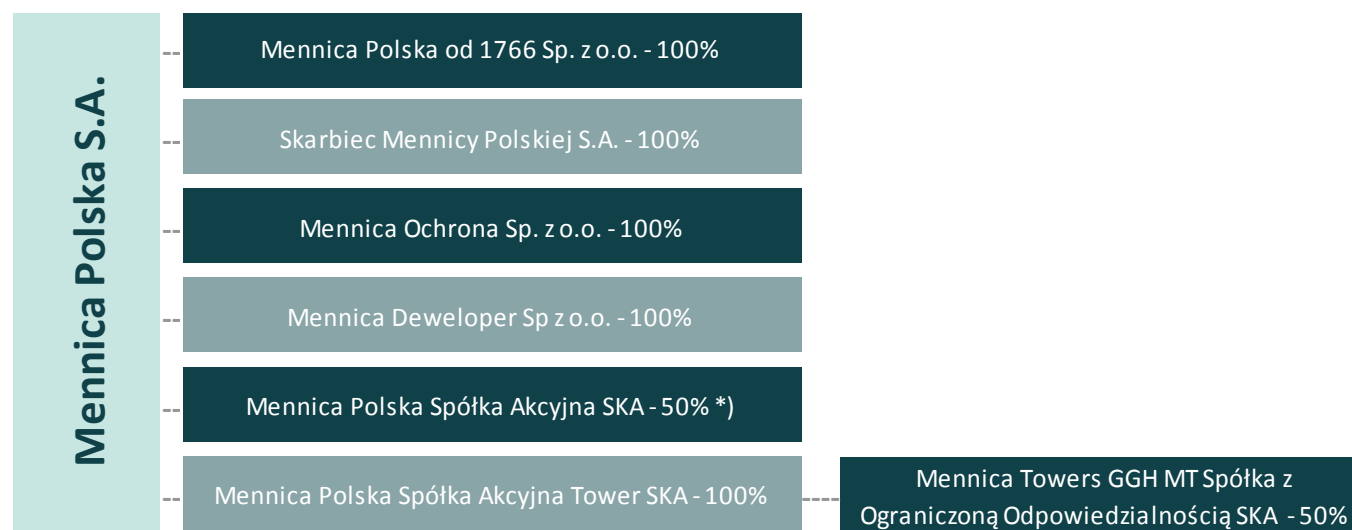 Mennica Polska S.A.
Mennica Polska od 1766 Sp. z o.o. - 100%
Skarbiec Mennicy Polskiej S.A. - 100%
Mennica Ochrona Sp. z o.o. - 100%
Mennica Deweloper Sp z o.o. - 100%
Mennica Polska Spółka Akcyjna SKA - 50% *)
Mennica Polska Spółka Akcyjna Tower SKA - 100%
Mennica Towers GGH MT Spółka z
Ograniczoną Odpowiedzialnością SKA - 50%